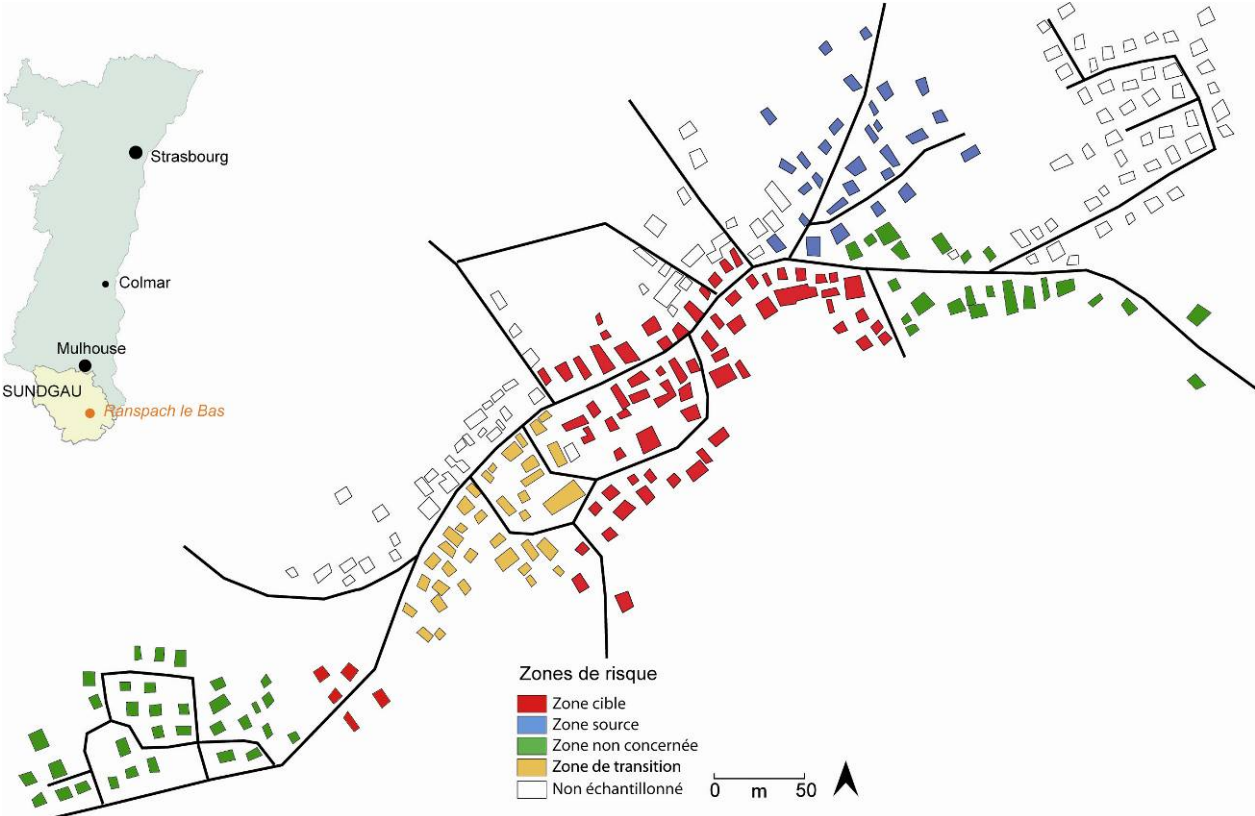 Strasbourg
Colmar
Mulhouse
SUNDGAU
Ranspach le Bas
Zones de risque
Zone cible
Zone source
Zone non concernée
Zone de transition
Non échantillonné
0 m 50